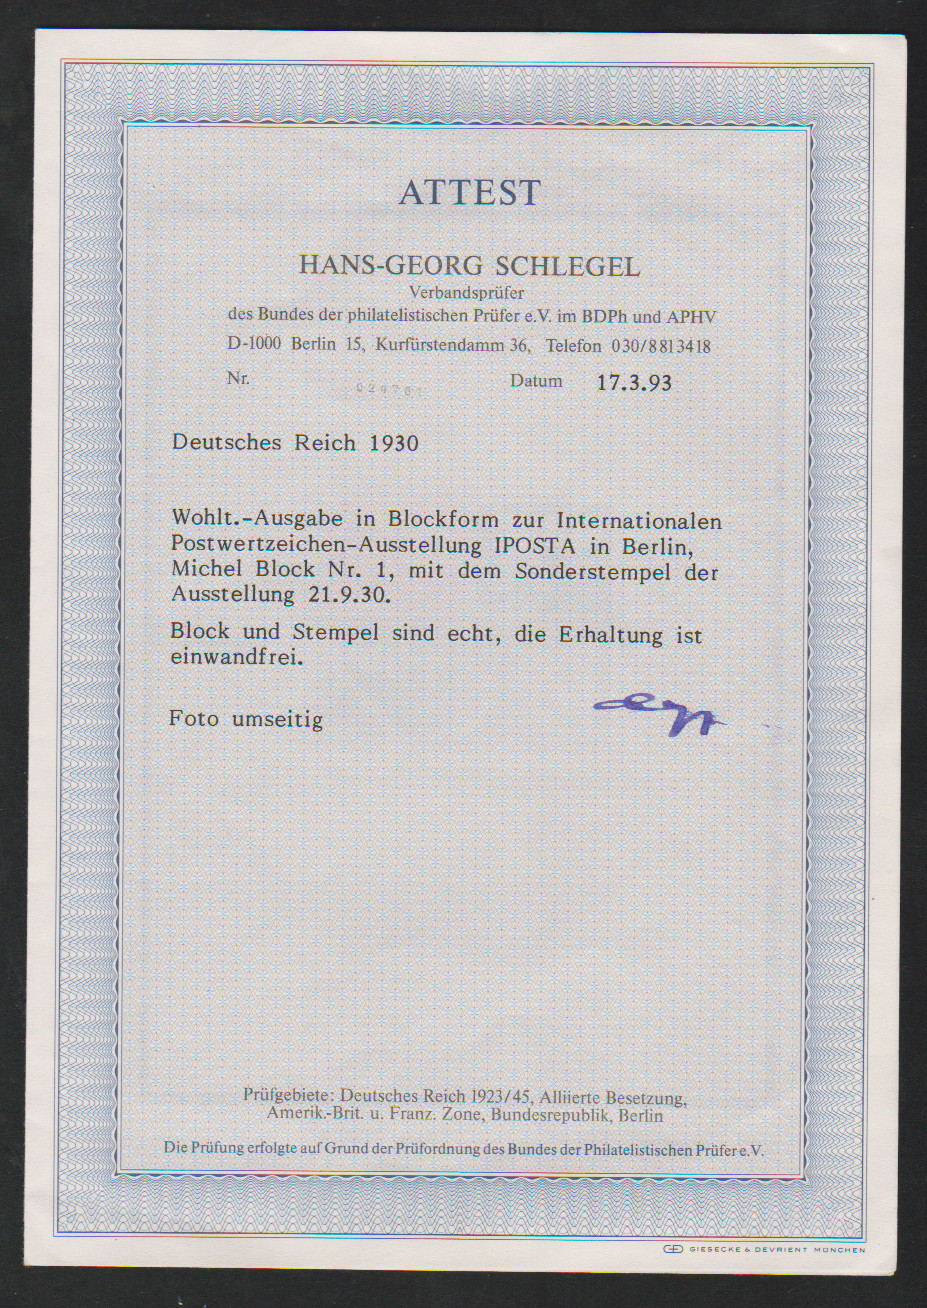 ATTEST
HANS-GEORG SCHLEGEL
Verbandsprüfer
des Bundes der philatelistischen Prüfer e.V. im BDPh und APHV
D-1000 Berlin 15, Kurfürstendamm 36, Telefon 030/8813418
Nr. Datum 17.3.93
Deutsches Reich 1930
Wohlt.-Ausgabe in Blockform zur Internationalen
Postwertzeichen-Ausstellung IPOSTA in Berlin,
Michel Block Nr. 1, mit dem Sonderstempel der
Ausstellung 21.9.30.
Block und Stempel sind echt, die Erhaltung ist
einwandfrei.
Foto umseitig
Prüfgebiete: Deutsches Reich 1923/45, Alliierte Besetzung,
Amerik.-Brit. u. Franz. Zone, Bundesrepublik, Berlin
Die Prüfung erfolgte auf Grund der Prüfordnung des Bundes der Philatelistischen Prüfer e.V.
GIESECKE & DEVRIENT MÜNCHEN